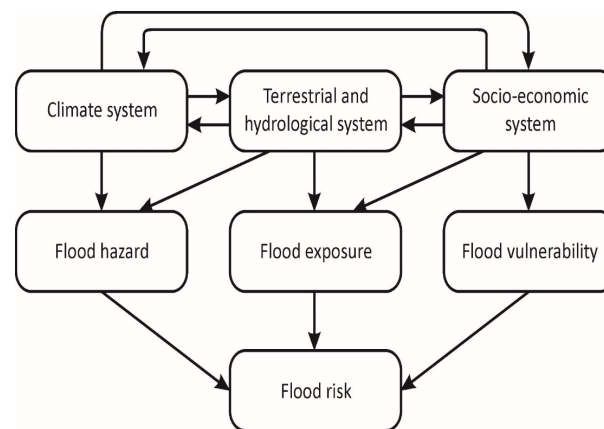 Climate system
Terrestrial and
hydrological system
Socio-economic
system
Flood hazard
Flood exposure
Flood vulnerability
Flood risk